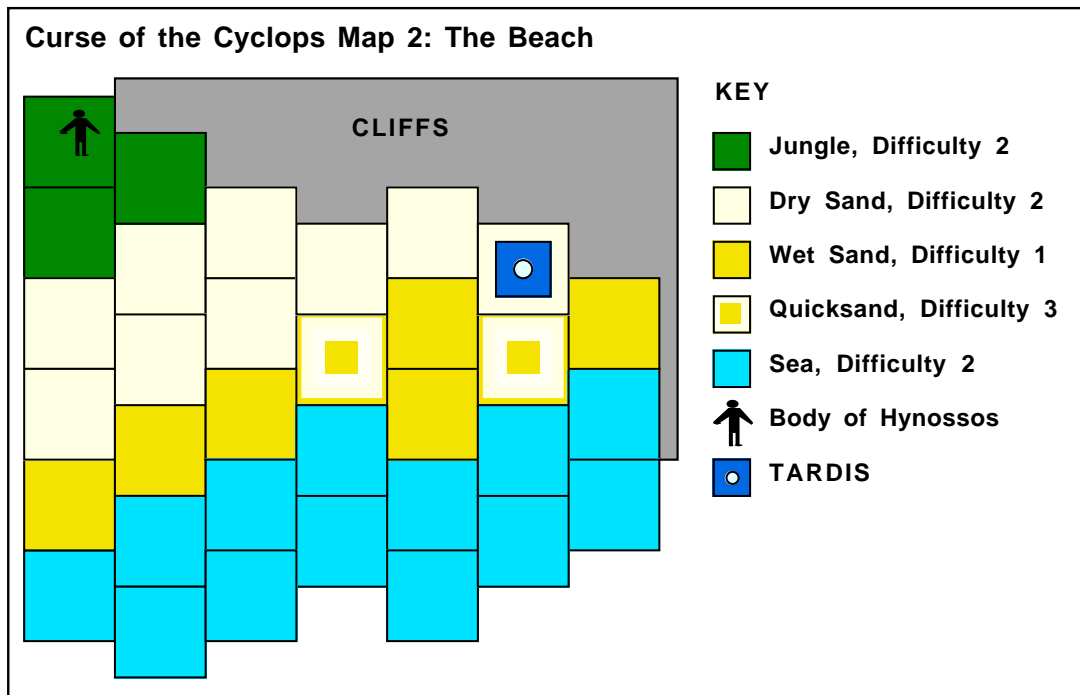 Curse of the Cyclops Map 2: The Beach
CLIFFS
KEY
Jungle, Difficulty 2
Dry Sand, Difficulty 2
Wet Sand, Difficulty 1
Quicksand, Difficulty 3
Sea, Difficulty 2
Body of Hynossos
TARDIS